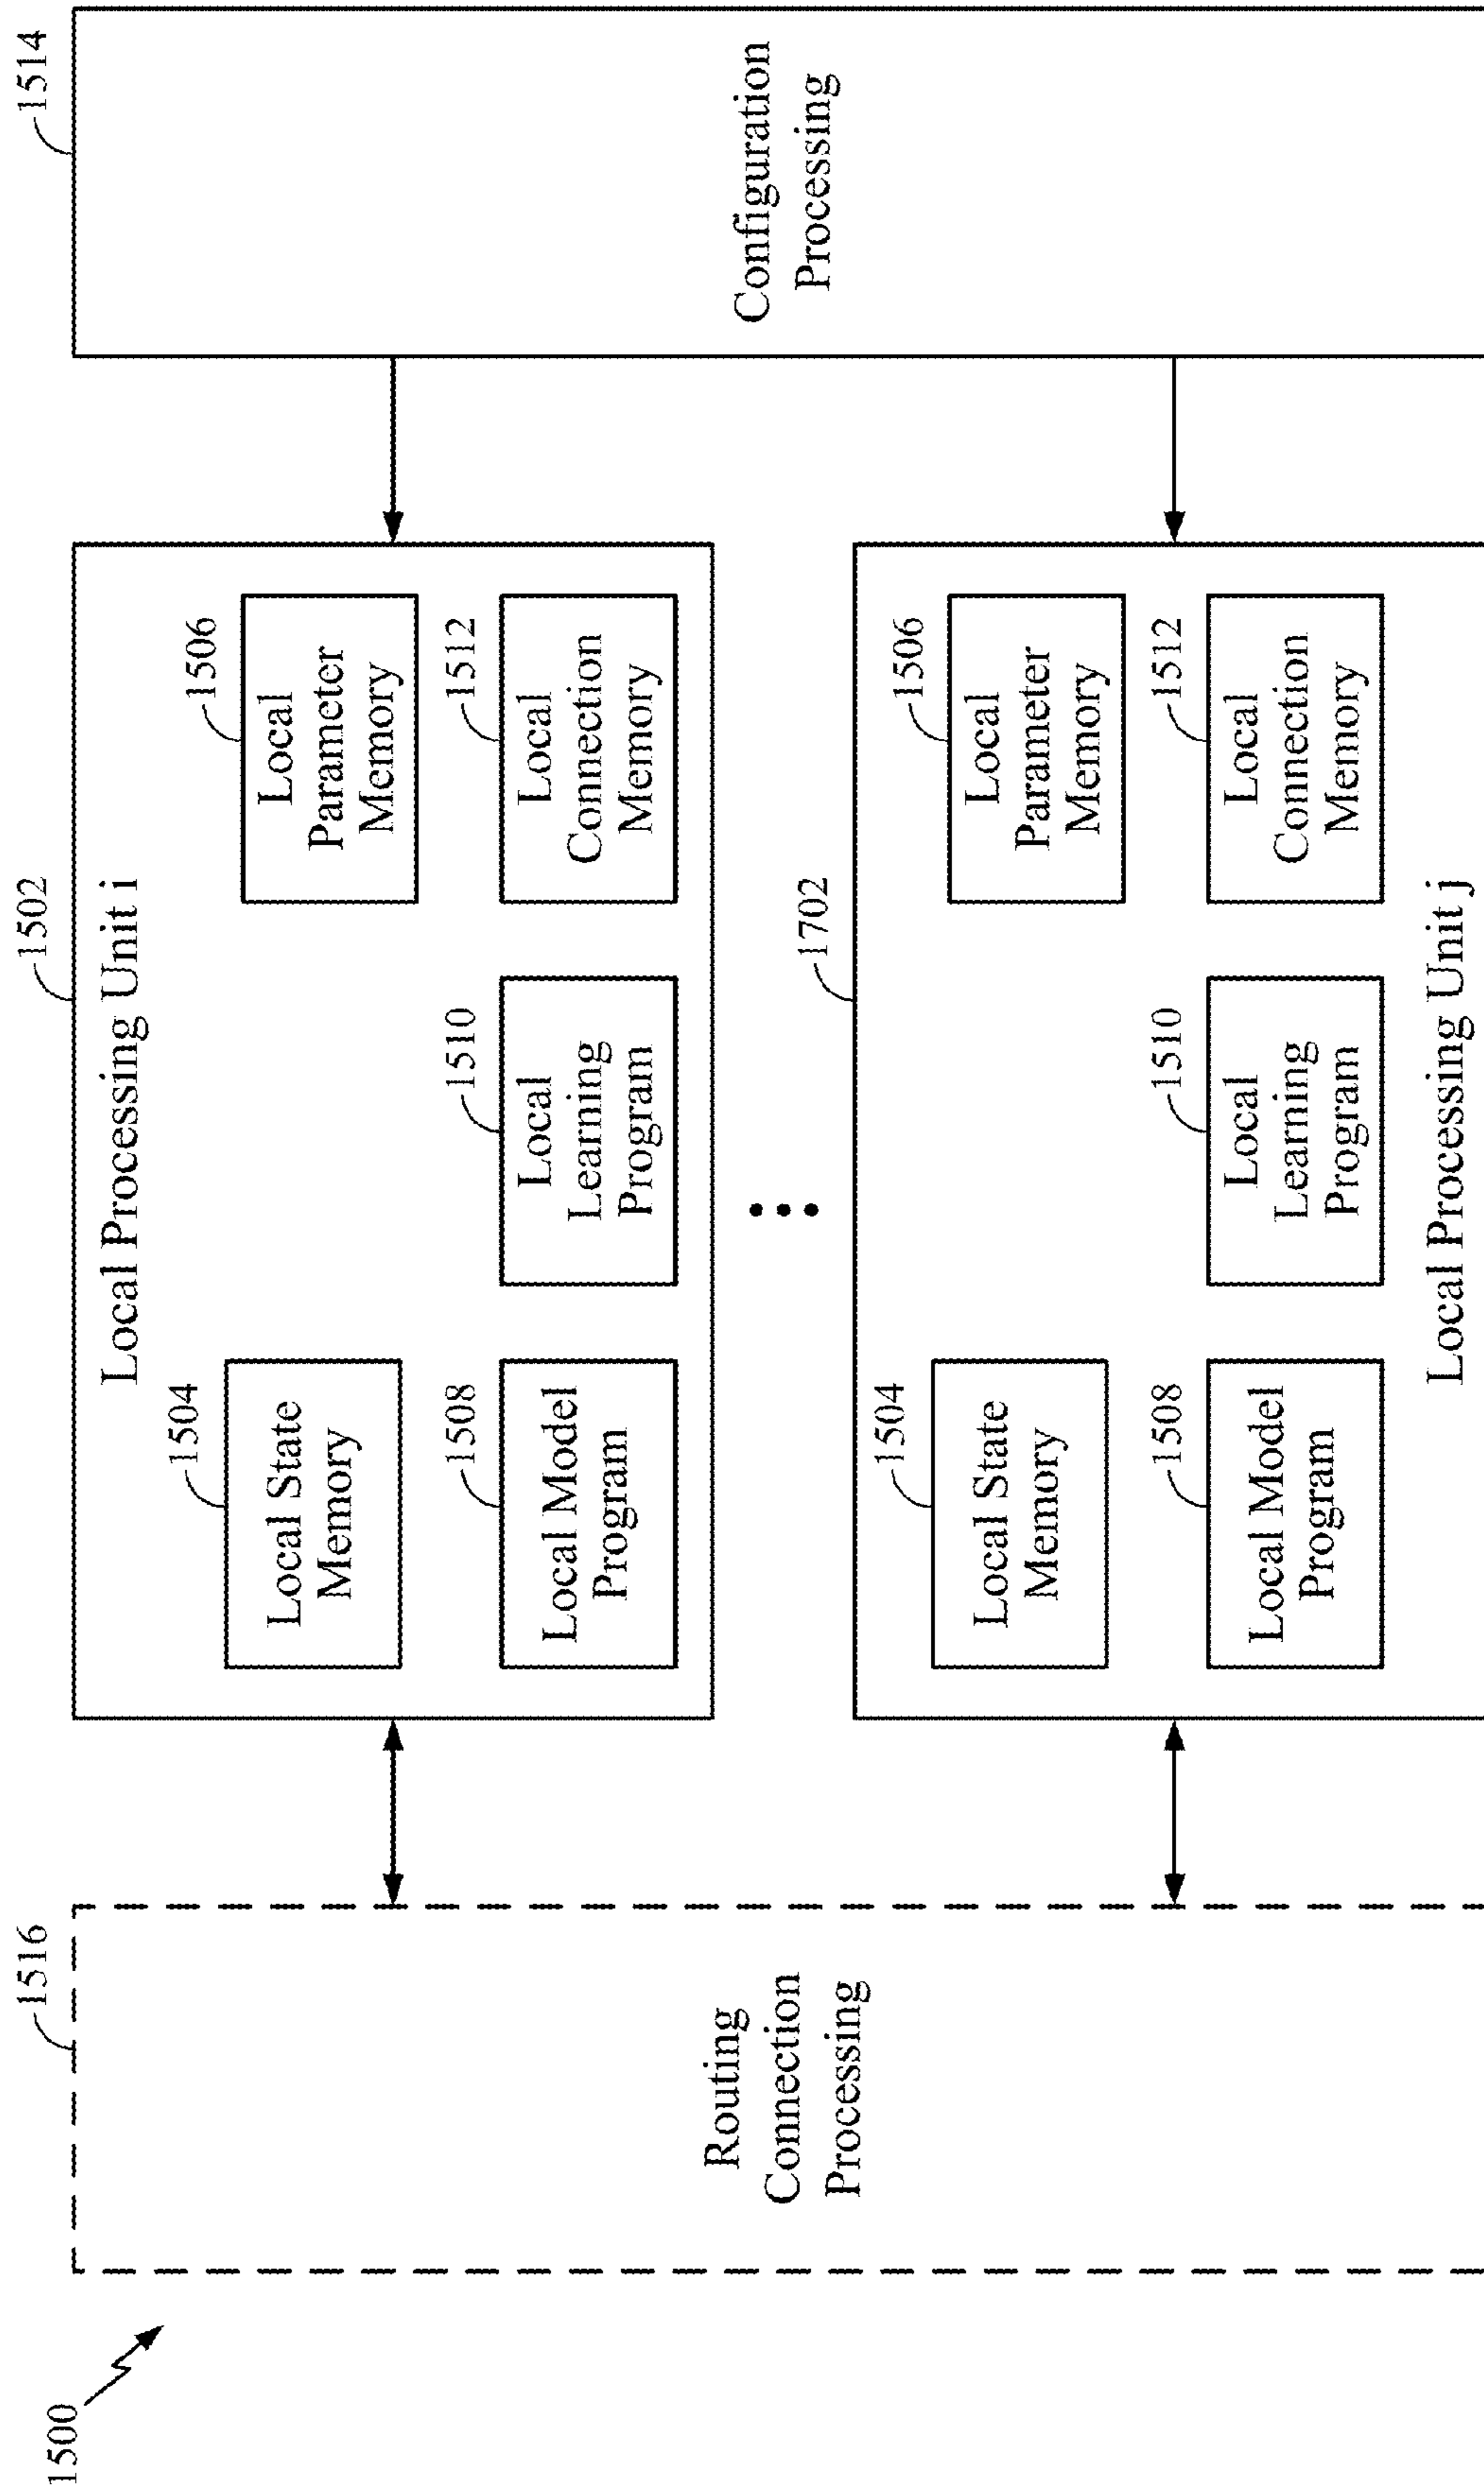 1500
1516
Routing
Connection
Processing
1502
Local Processing Unit i
1504
Local State
Memory
1506
Local
Parameter
Memory
1508
Local Model
Program
1510
Local
Learning
Program
1512
Local
Connection
Memory
1702
1504
Local State
Memory
1506
Local
Parameter
Memory
1508
Local Model
Program
1510
Local
Learning
Program
1512
Local
Connection
Memory
Local Processing Unit j
1514
Configuration
Processing